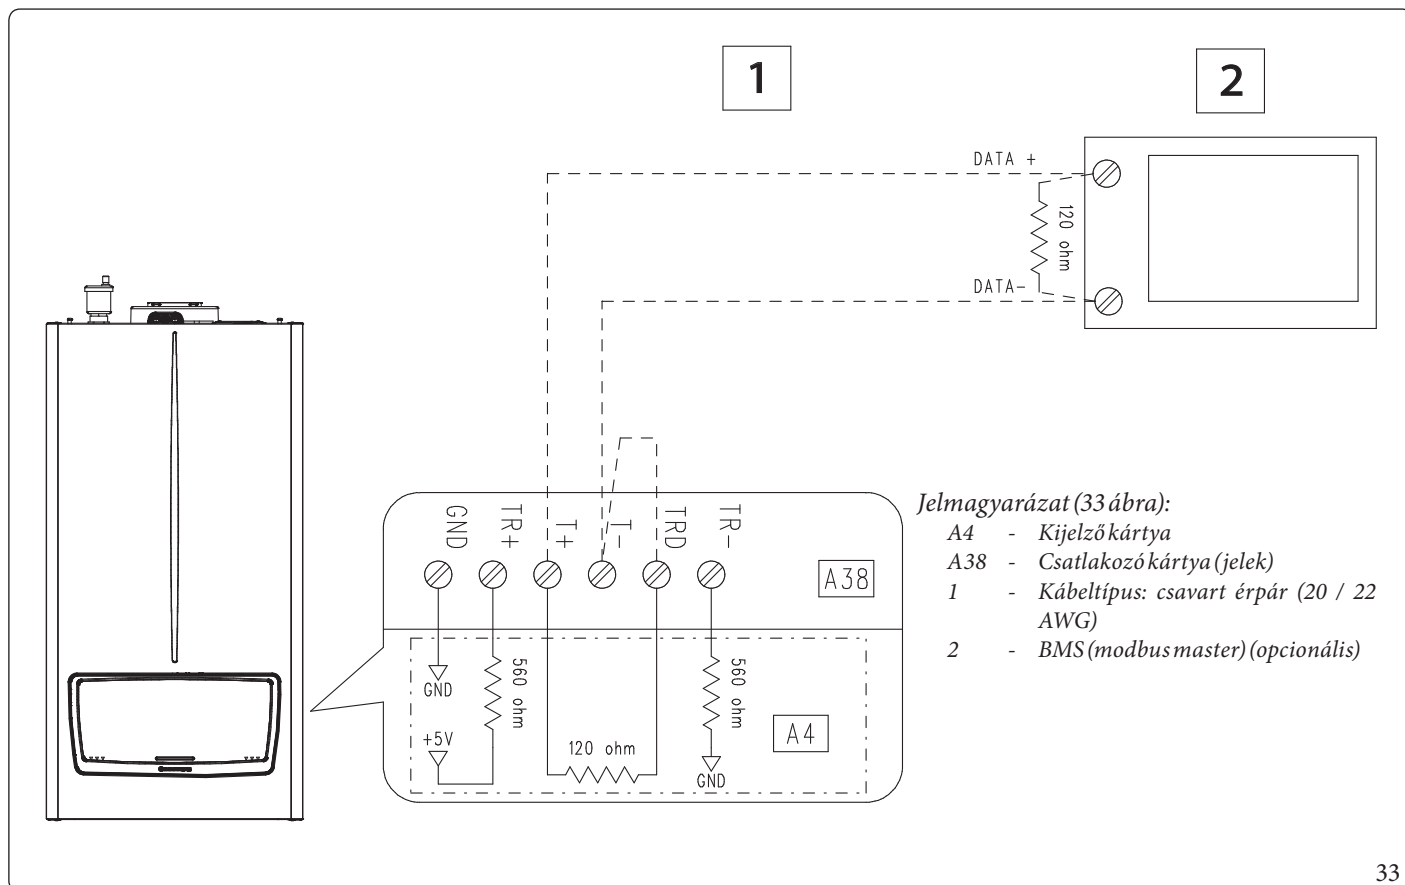 1
2
DATA +
120 ohm
DATA-
GND
TR+
T+
T-
TRD
TR-
A38
GND
560 ohm
+5V
120 ohm
560 ohm
GND
A4
Jelmagyarázat (33 ábra):
A4 - Kijelző kártya
A38 - Csatlakozó kártya (jelek)
1 - Kábeltípus: csavart érpár (20 / 22
AWG)
2 - BMS (modbus master) (opcionális)
33